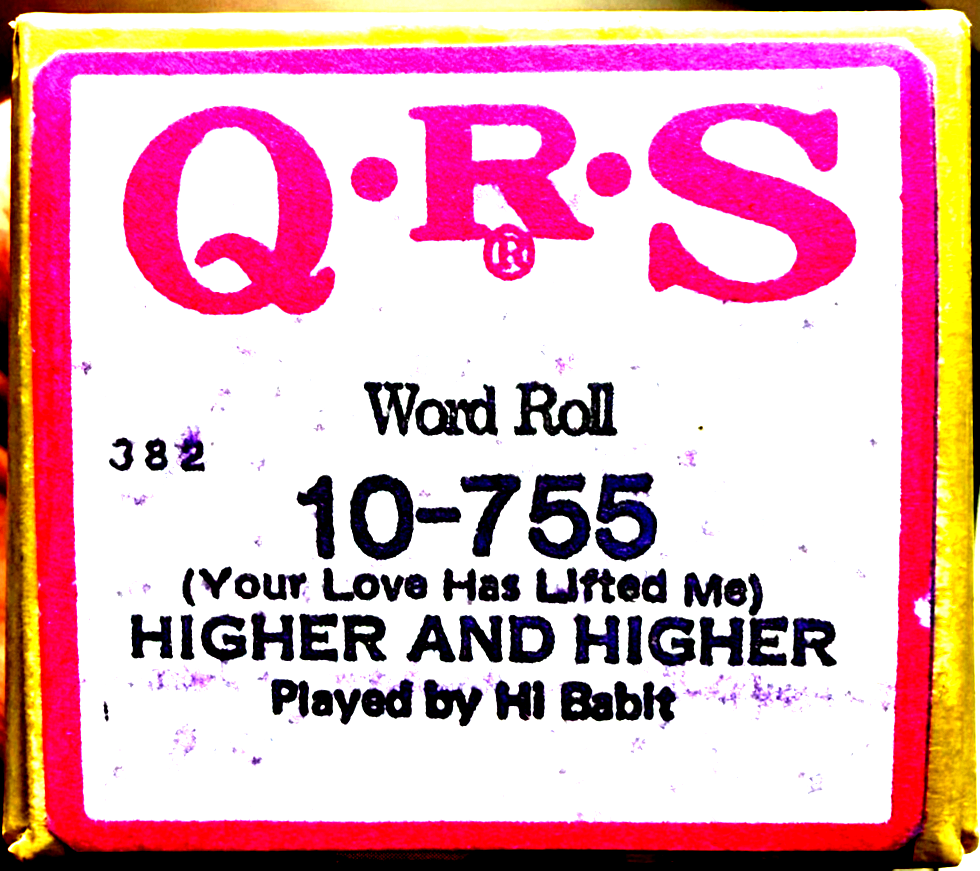 Q·R·S
®
Word Roll
382
10-755
(Your Love Has Lifted Me)
HIGHER AND HIGHER
Played by Hi Babit